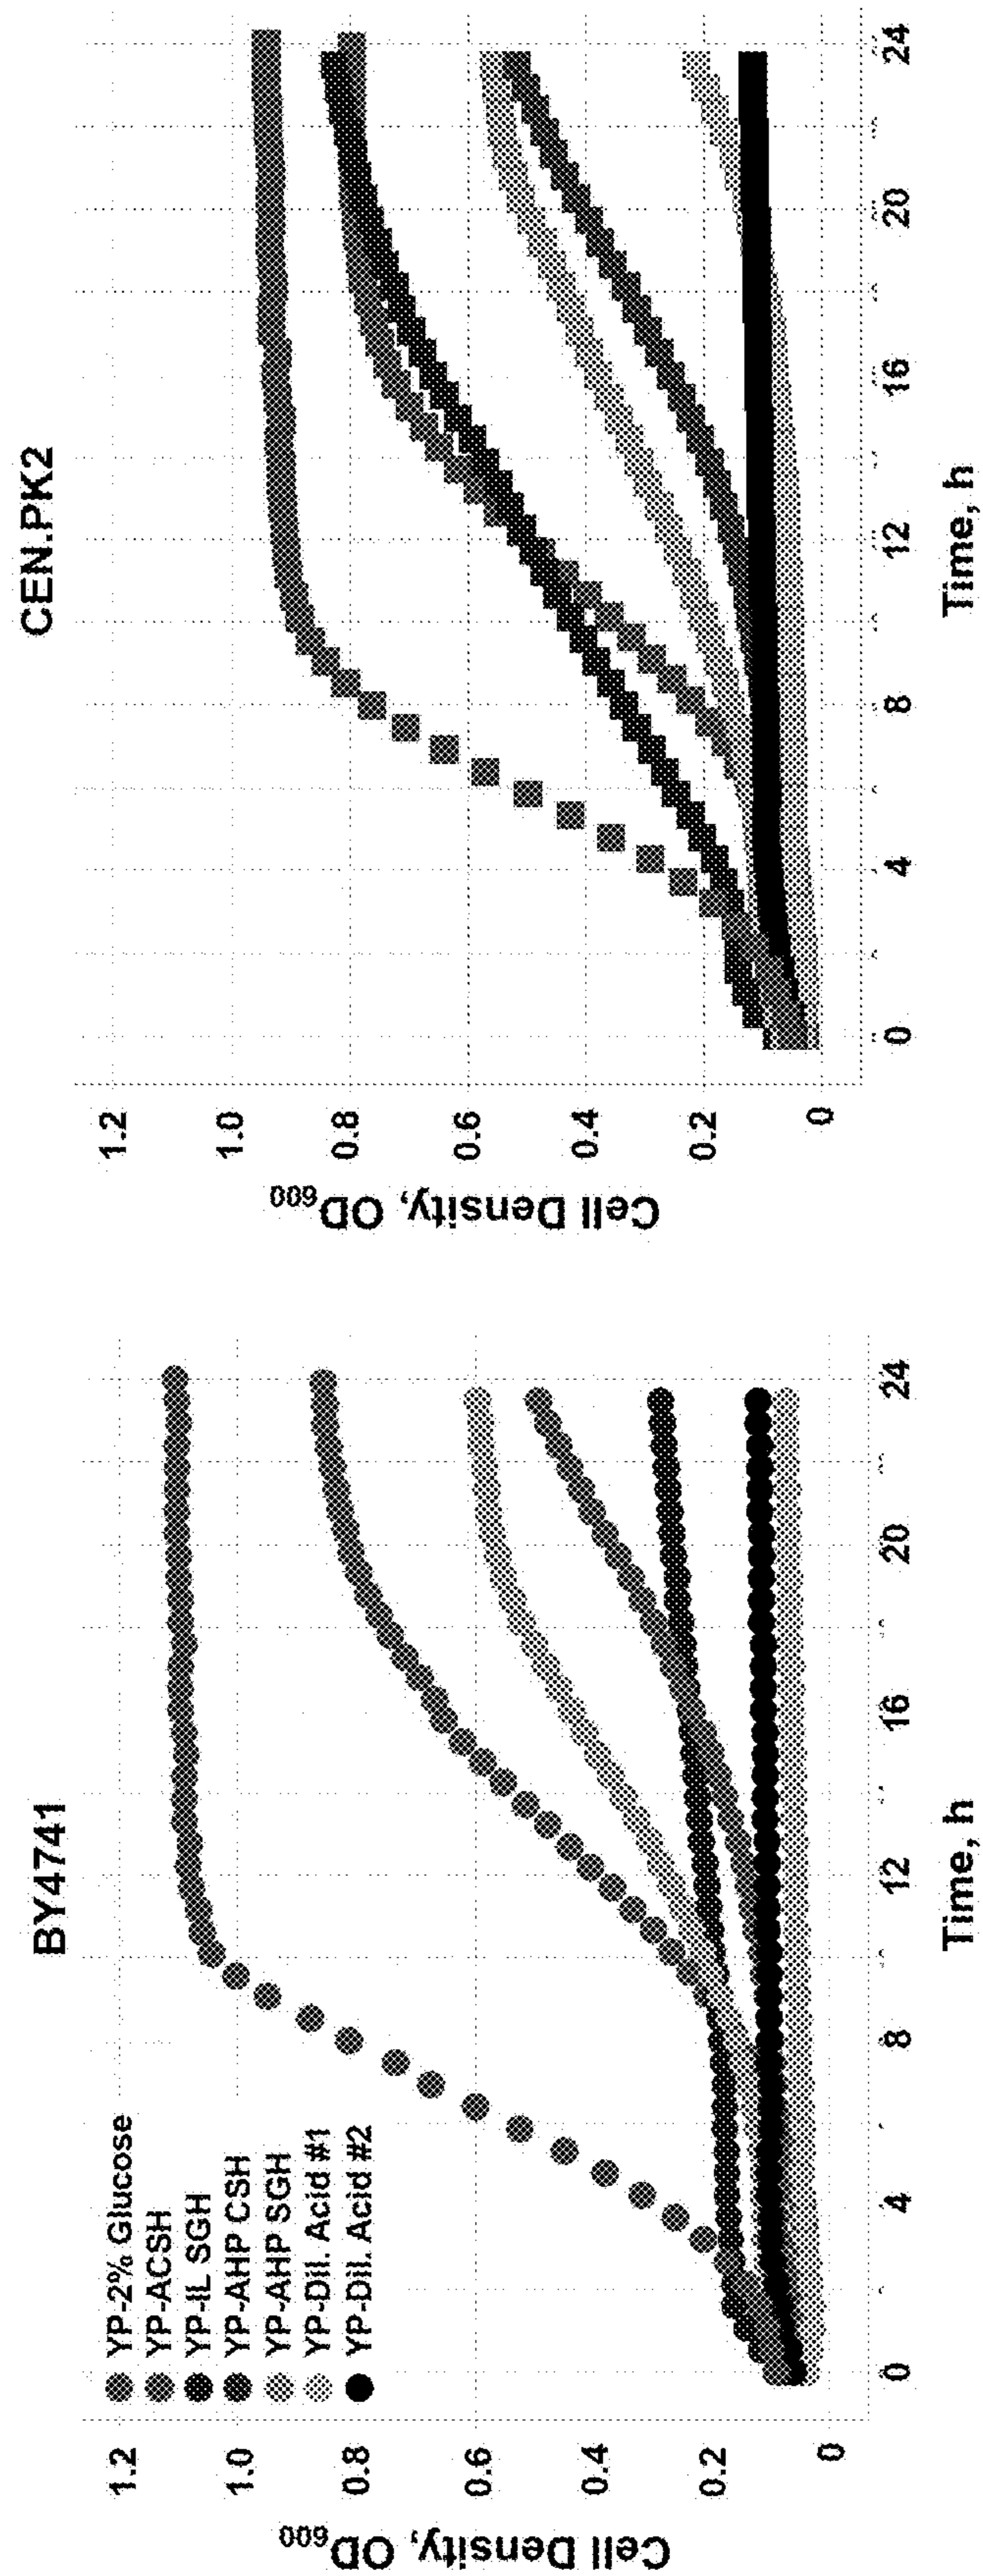 BY4741
Cell Density, OD600
1.2
1.0
0.8
0.6
0.4
0.2
0
YP-2% Glucose
YP-ACSH
YP-IL SGH
YP-AHP CSH
YP-AHP SGH
YP-Dil. Acid #1
YP-Dil. Acid #2
0 4 8 12 16 20 24
Time, h
CEN.PK2
Cell Density, OD600
1.2
1.0
0.8
0.6
0.4
0.2
0
0 4 8 12 16 20 24
Time, h